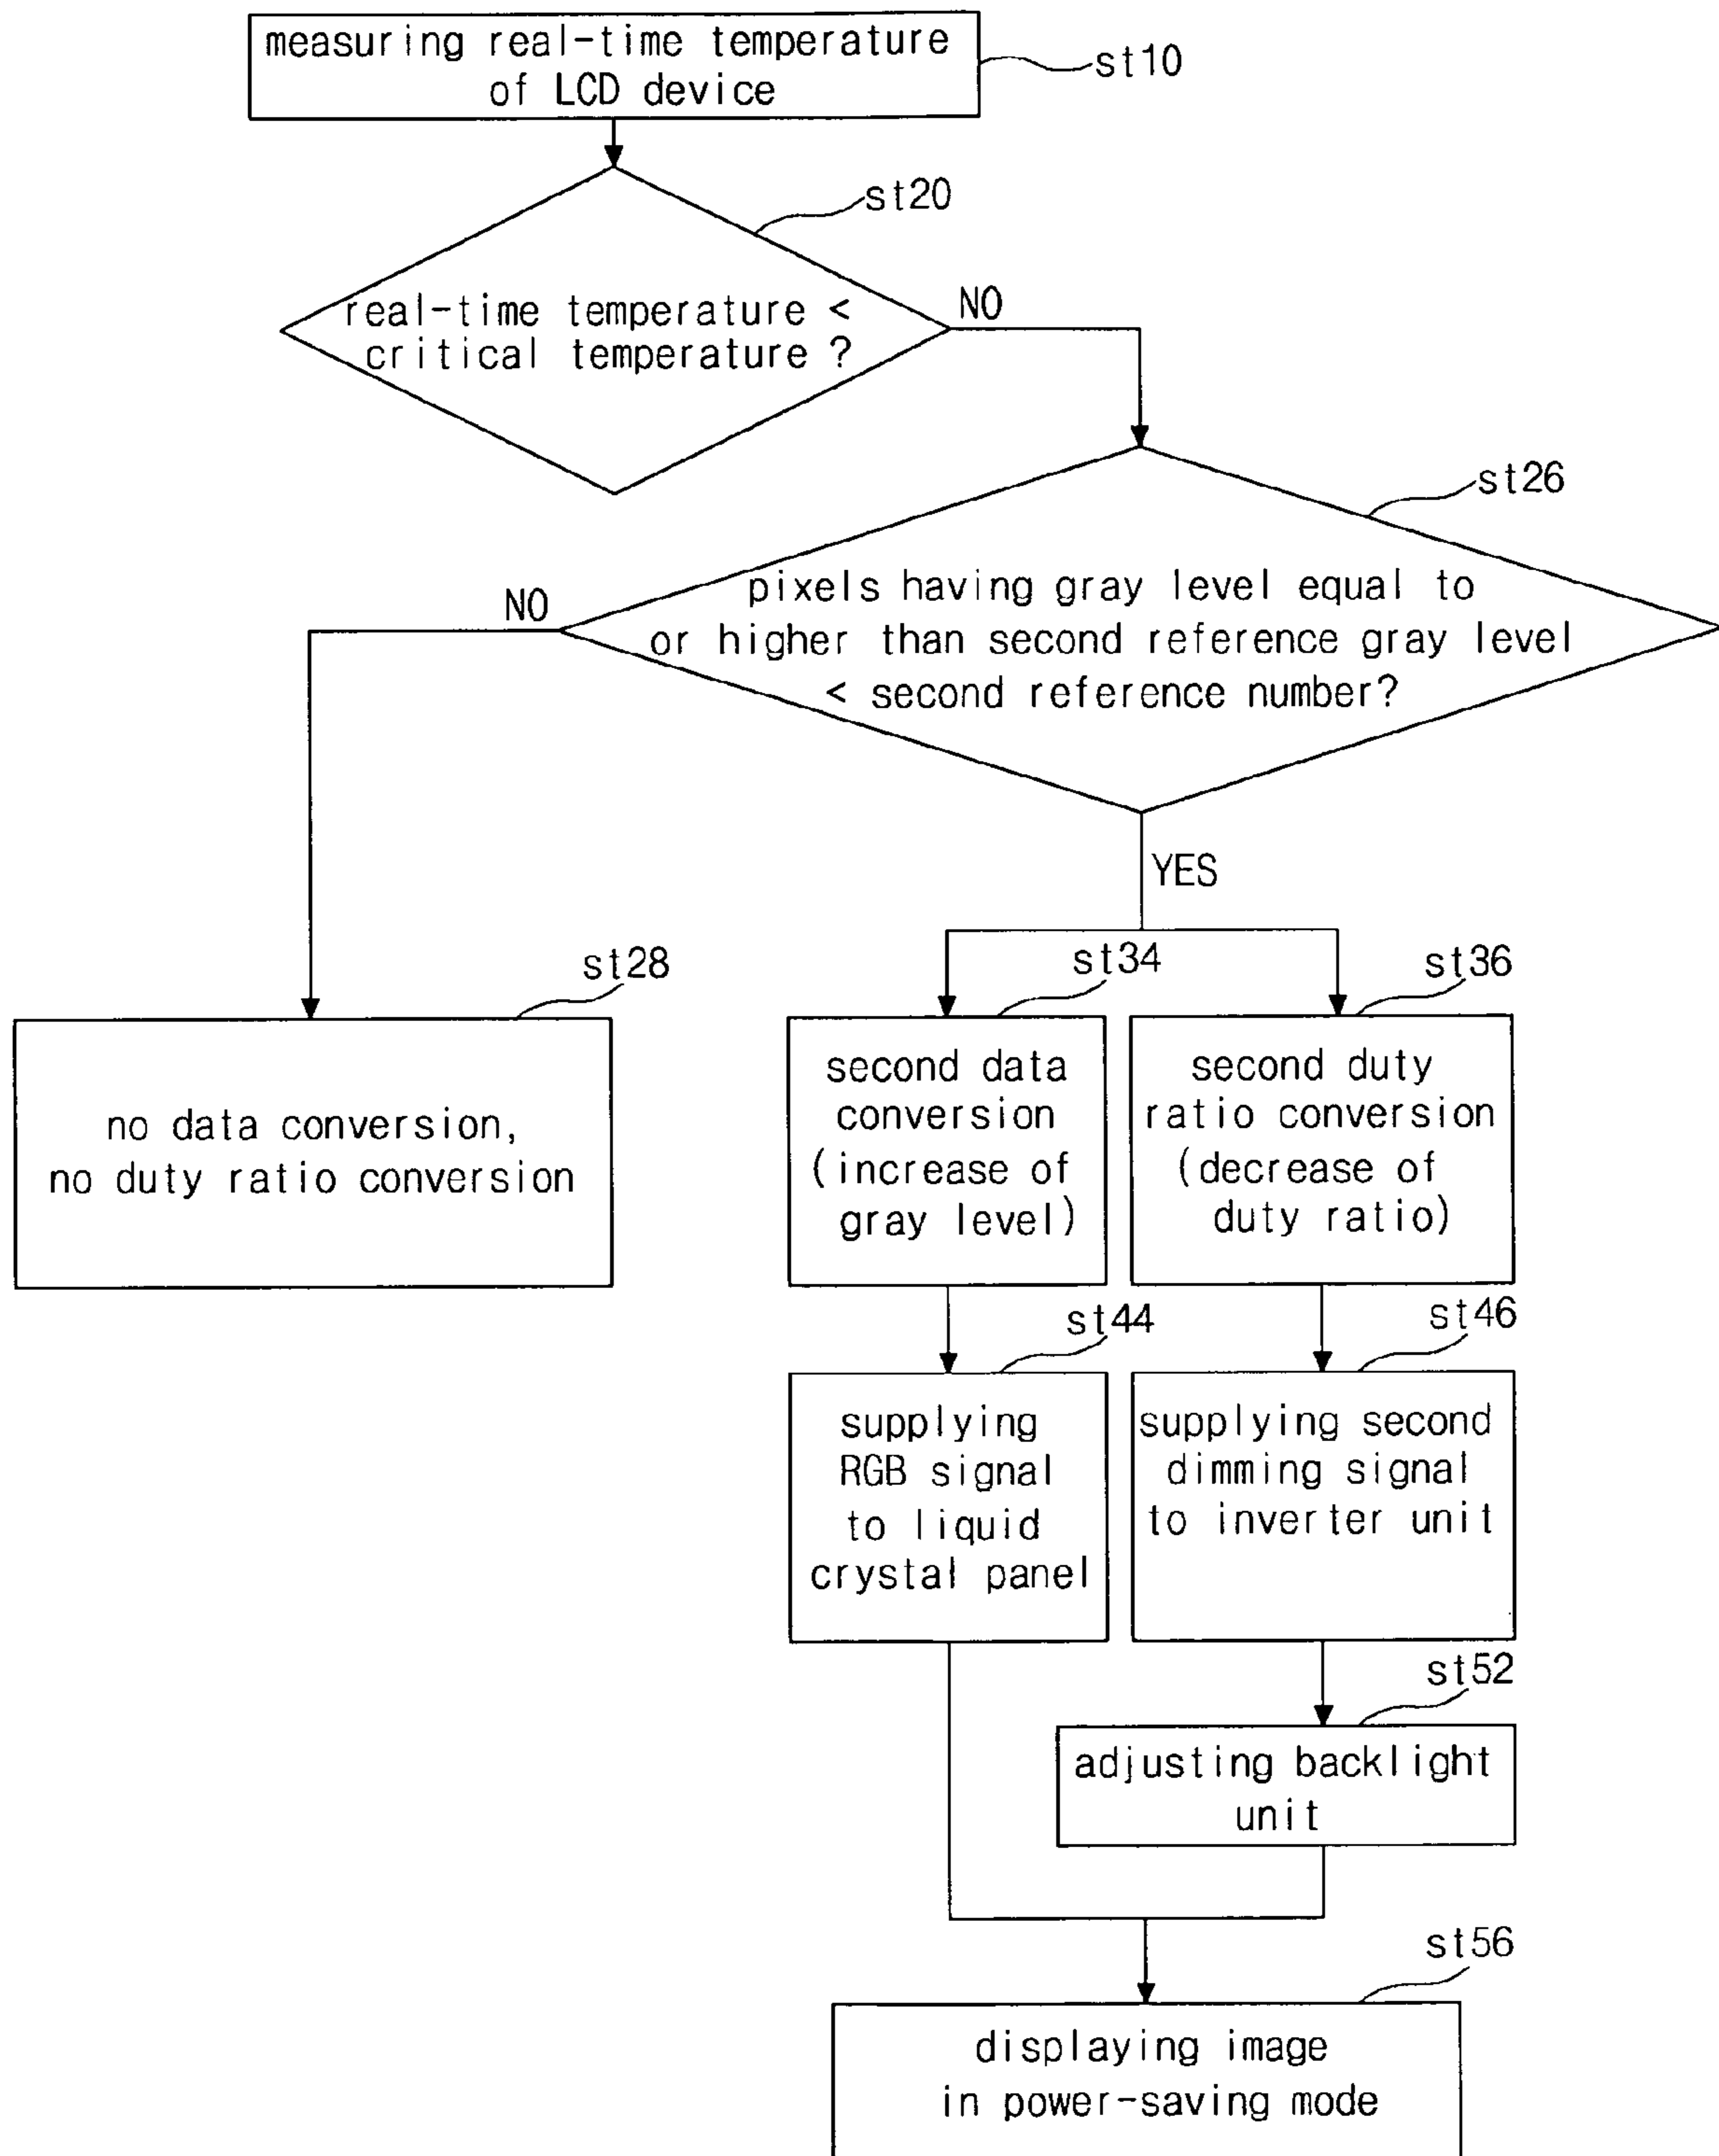 measuring real-time temperature
of LCD device
st10
st20
real-time temperature <
critical temperature ?
NO
st26
pixels having gray level equal to
or higher than second reference gray level
< second reference number?
NO
YES
st28
no data conversion,
no duty ratio conversion
st34
second data
conversion
(increase of
gray level)
st36
second duty
ratio conversion
(decrease of
duty ratio)
st44
supplying
RGB signal
to liquid
crystal panel
st46
supplying second
dimming signal
to inverter unit
st52
adjusting backlight
unit
st56
displaying image
in power-saving mode